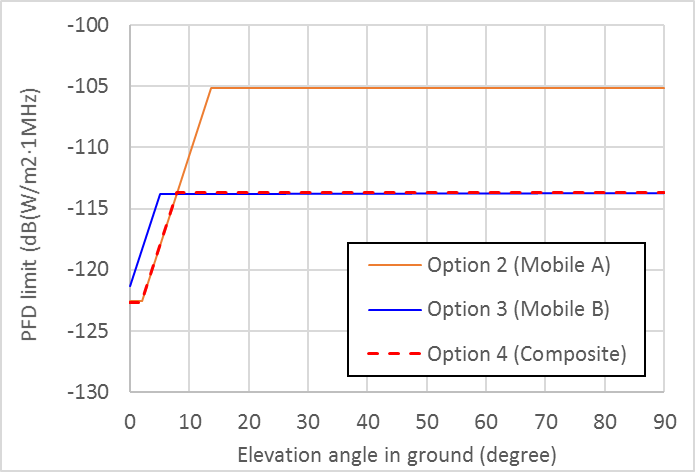 -100
-105
-110
-115
-120
-125
-130
PFD limit (dB(W/m2·1MHz)
Option 2 (Mobile A)
Option 3 (Mobile B)
Option 4 (Composite)
0 10 20 30 40 50 60 70 80 90
Elevation angle in ground (degree)